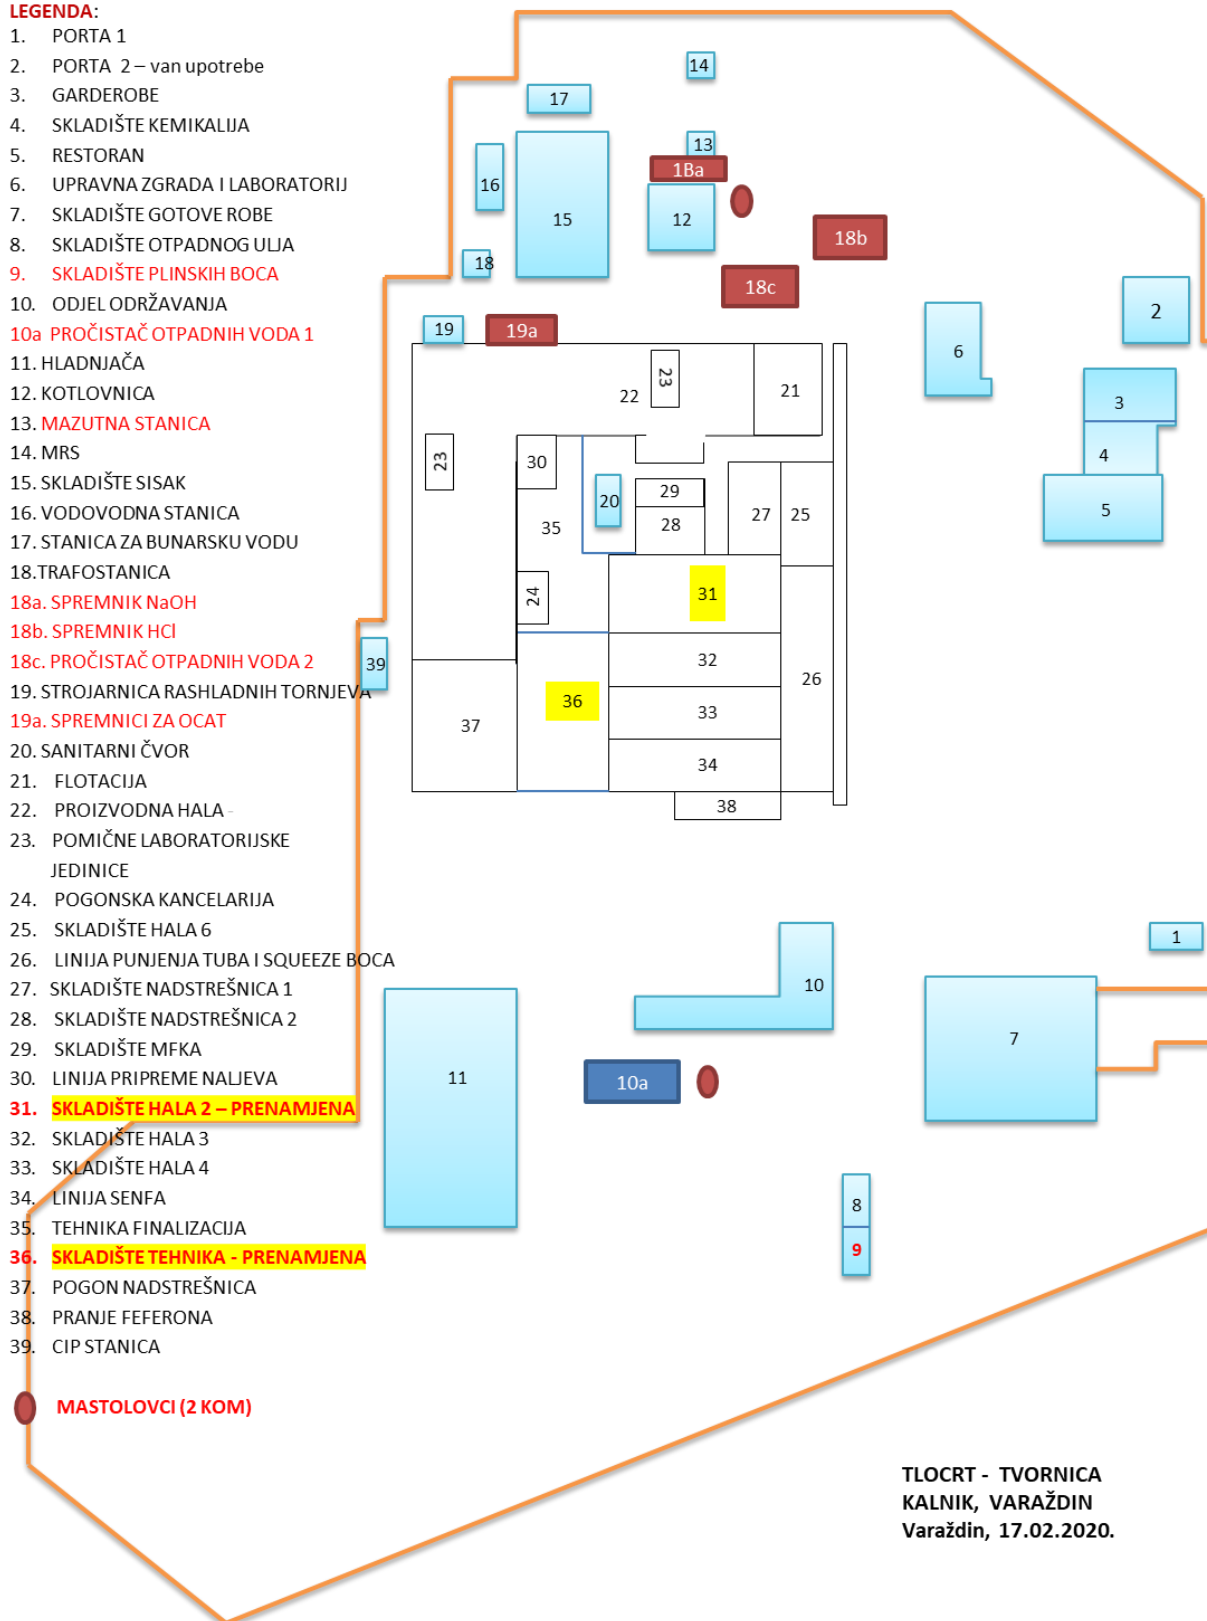 LEGENDA:
1. PORTA 1
2. PORTA 2 – van upotrebe
3. GARDEROBE
4. SKLADIŠTE KEMIKALIJA
5. RESTORAN
6. UPRAVNA ZGRADA I LABORATORIJ
7. SKLADIŠTE GOTOVE ROBE
8. SKLADIŠTE OTPADNOG ULJA
9. SKLADIŠTE PLINSKIH BOCA
10. ODJEL ODRŽAVANJA
10a PROČISTAČ OTPADNIH VODA 1
11. HLADNJAČA
12. KOTLOVNICA
13. MAZUTNA STANICA
14. MRS
15. SKLADIŠTE SISAK
16. VODOVODNA STANICA
17. STANICA ZA BUNARSKU VODU
18.TRAFOSTANICA
18a. SPREMNIK NaOH
18b. SPREMNIK HCl
18c. PROČISTAČ OTPADNIH VODA 2
19. STROJARNICA RASHLADNIH TORNJEVA
19a. SPREMNICI ZA OCAT
20. SANITARNI ČVOR
21. FLOTACIJA
22. PROIZVODNA HALA -
23. POMIČNE LABORATORIJSKE
JEDINICE
24. POGONSKA KANCELARIJA
25. SKLADIŠTE HALA 6
26. LINIJA PUNJENJA TUBA I SQUEEZE BOCA
27. SKLADIŠTE NADSTREŠNICA 1
28. SKLADIŠTE NADSTREŠNICA 2
29. SKLADIŠTE MFKA
30. LINIJA PRIPREME NALJEVA
31. SKLADIŠTE HALA 2 – PRENAMJENA
32. SKLADIŠTE HALA 3
33. SKLADIŠTE HALA 4
34. LINIJA SENFA
35. TEHNIKA FINALIZACIJA
36. SKLADIŠTE TEHNIKA - PRENAMJENA
37. POGON NADSTREŠNICA
38. PRANJE FEFERONA
39. CIP STANICA
MASTOLOVCI (2 KOM)
14
17
13
1Ba
16
15
12
18b
18
18c
2
19
19a
6
23
21
22
3
23
30
4
29
20
5
35
28
27
25
24
31
39
32
26
36
33
37
34
38
1
10
7
11
10a
8
9
TLOCRT - TVORNICA
KALNIK, VARAŽDIN
Varaždin, 17.02.2020.